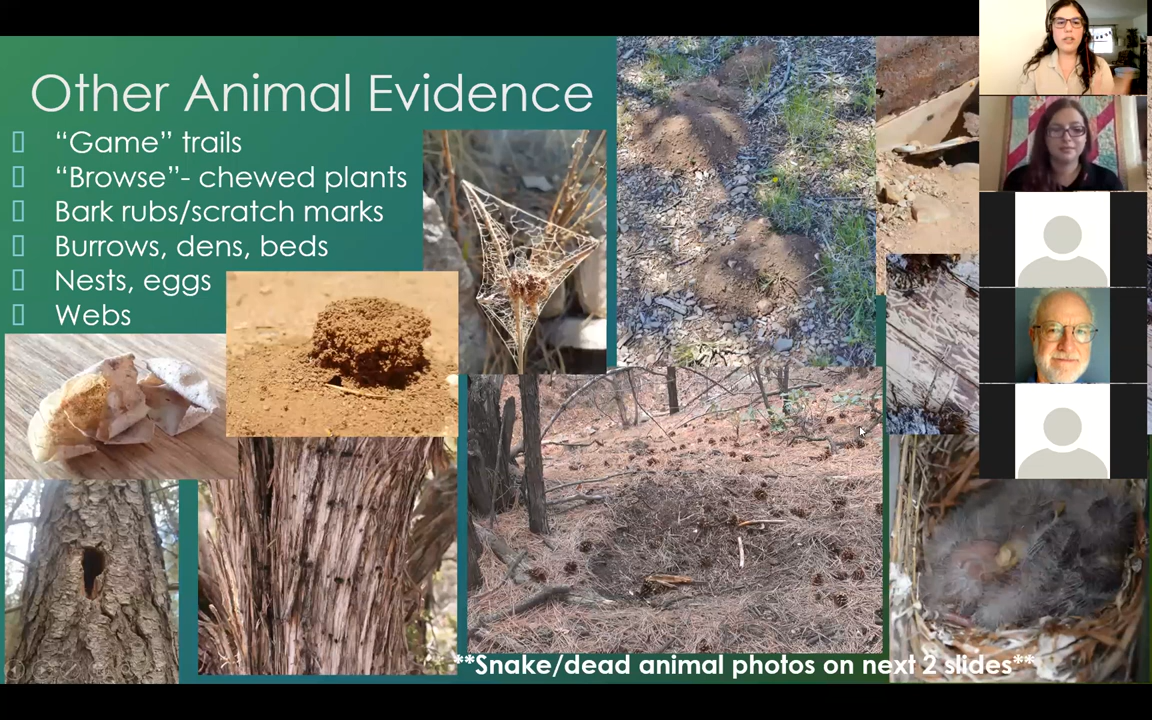 Other Animal Evidence
“Game” trails
“Browse”- chewed plants
Bark rubs/scratch marks
Burrows, dens, beds
Nests, eggs
Webs
**Snake/dead animal photos on next 2 slides**